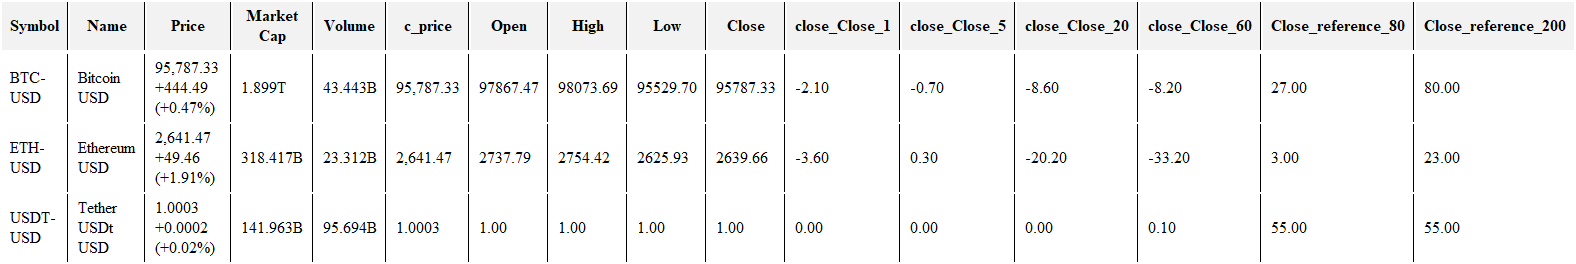 Symbol Name Price Market Cap Volume c_price Open High Low Close close_Close_1 close_Close_5 close_Close_20 close_Close_60 Close_reference_80 Close_reference_200
BTC-USD Bitcoin USD 95,787.33 +444.49 (+0.47%) 1.899T 43.443B 95,787.33 97867.47 98073.69 95529.70 95787.33 -2.10 -0.70 -8.60 -8.20 27.00 80.00
ETH-USD Ethereum USD 2,641.47 +49.46 (+1.91%) 318.417B 23.312B 2,641.47 2737.79 2754.42 2625.93 2639.66 -3.60 0.30 -20.20 -33.20 3.00 23.00
USDT-USD Tether USDt USD 1.0003 +0.0002 (+0.02%) 141.963B 95.694B 1.0003 1.00 1.00 1.00 1.00 0.00 0.00 0.00 0.10 55.00 55.00